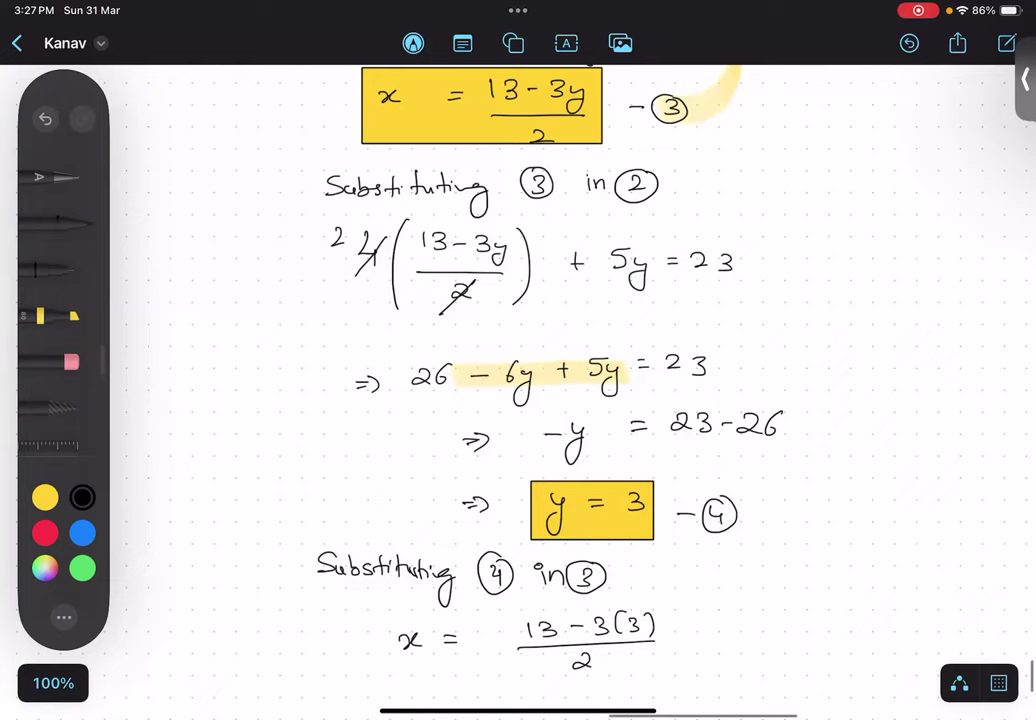 3:27PM Sun 31 Mar
86%
Kanav
x = 13 - 3y / 2 - ③
Substituting ③ in ②
2 4 ( 13 - 3y / 2 ) + 5y = 23
⇒ 26 - 6y + 5y = 23
⇒ -y = 23 - 26
⇒ y = 3 - ④
Substituting ④ in ③
x = 13 - 3(3) / 2
100%